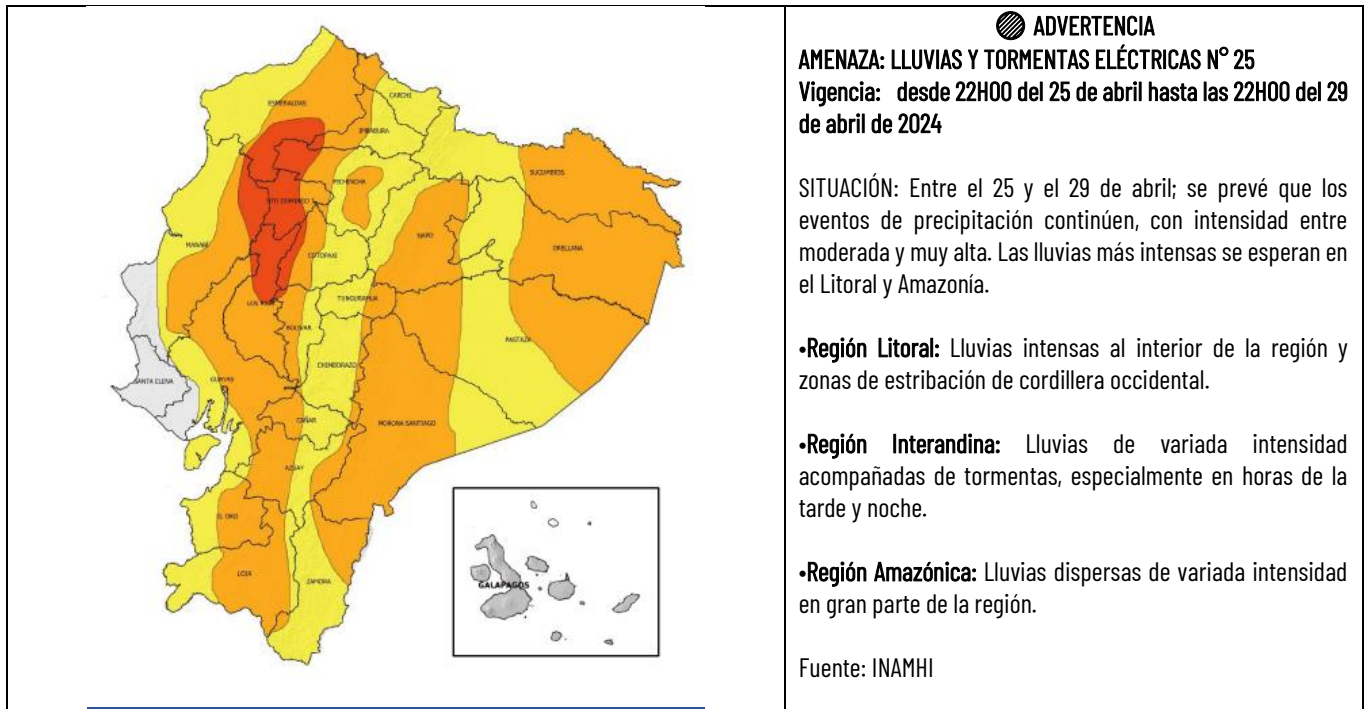 ESMERALDAS
CARCHI
IMBABURA
SUCUMBIOS
PICHINCHA
STO DOMINGO
NAPO
MANABI
ORELLANA
COTOPAXI
LOS RIOS
TUNGURAHUA
BOLIVAR
PASTAZA
CHIMBORAZO
SANTA ELENA
GUAYAS
CAÑAR
MORONA SANTIAGO
AZUAY
EL ORO
LOJA
ZAMORA
GALAPAGOS
ADVERTENCIA
AMENAZA: LLUVIAS Y TORMENTAS ELÉCTRICAS N° 25
Vigencia: desde 22H00 del 25 de abril hasta las 22H00 del 29
de abril de 2024
SITUACIÓN: Entre el 25 y el 29 de abril; se prevé que los
eventos de precipitación continúen, con intensidad entre
moderada y muy alta. Las lluvias más intensas se esperan en
el Litoral y Amazonía.
•Región Litoral: Lluvias intensas al interior de la región y
zonas de estribación de cordillera occidental.
•Región Interandina: Lluvias de variada intensidad
acompañadas de tormentas, especialmente en horas de la
tarde y noche.
•Región Amazónica: Lluvias dispersas de variada intensidad
en gran parte de la región.
Fuente: INAMHI